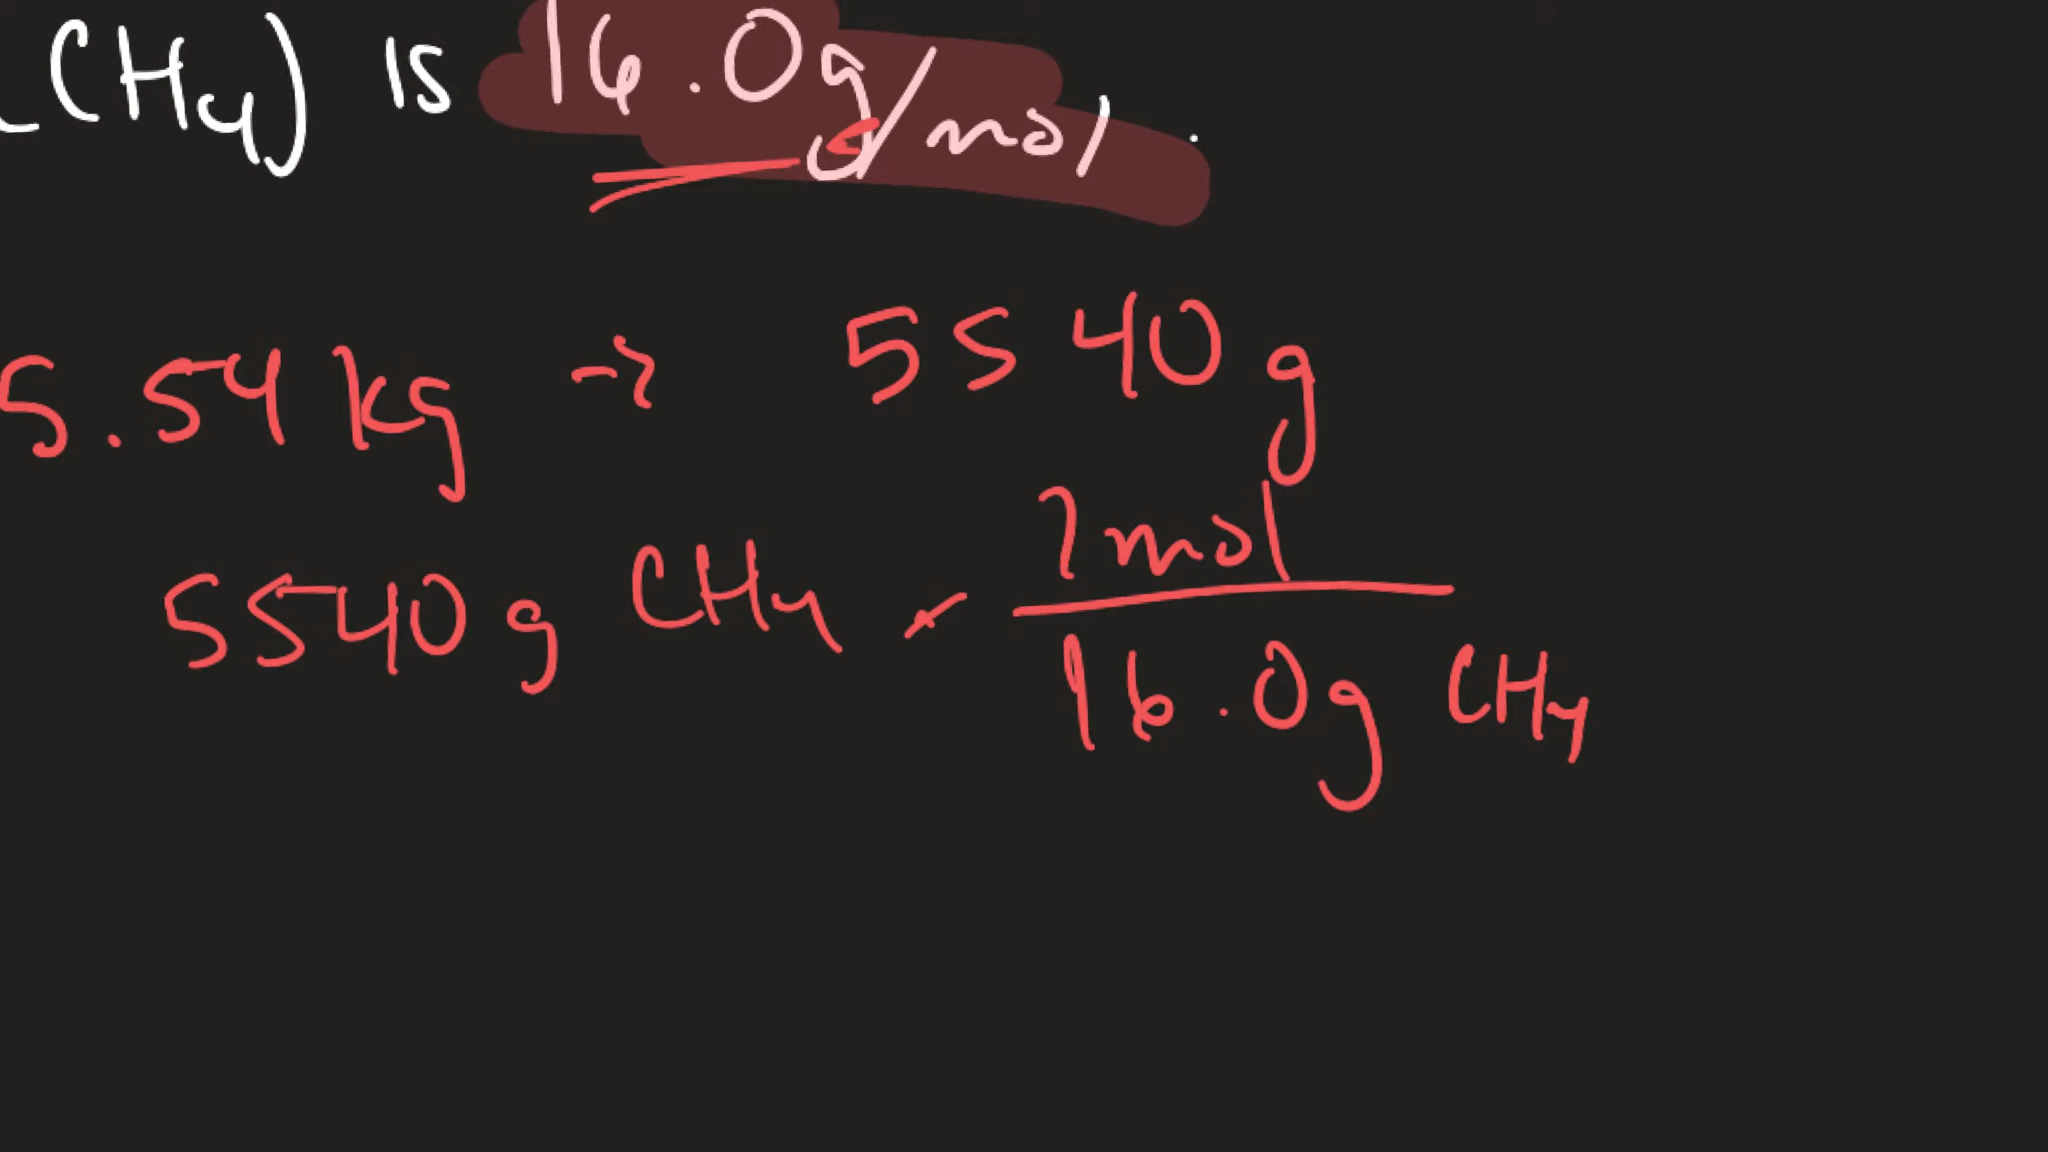 (CH4) is 16.0g/mol.
5.54 kg → 5540 g
1mol
5540 g CH4 ×
16.0g CH4